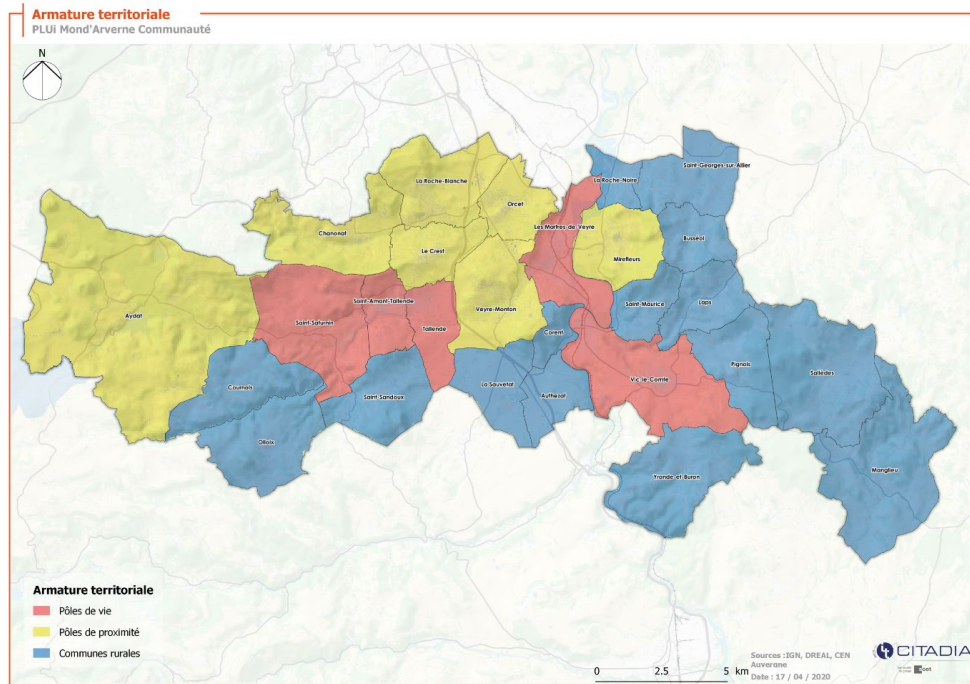 Armature territoriale
PLUi Mond'Arverne Communauté
N
Saint-Georges-sur-Allier
La Roche-Noire
La Roche-Blanche
Orcet
Les Martres-de-Veyre
Chanonat
Busséol
Le Crest
Mirefleurs
Saint-Amant-Tallende
Saint-Maurice
Laps
Veyre-Monton
Aydat
Saint-Saturnin
Tallende
Corent
Pignols
Sallèdes
Vic-le-Comte
Cournols
La Sauvetat
Saint-Sandoux
Authezat
Olloix
Manglieu
Yronde-et-Buron
Armature territoriale
Pôles de vie
Pôles de proximité
Communes rurales
0 2.5 5 km
Sources : IGN, DREAL, CEN
Auvergne
Date : 17 / 04 / 2020
CITADIA